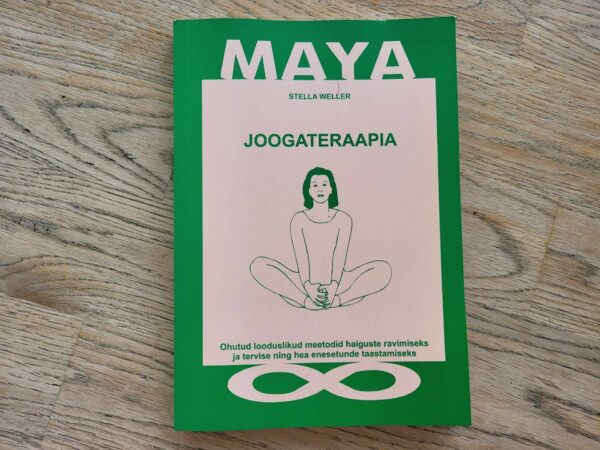 MAYA
STELLA WELLER
JOOGATERAAPIA
Ohutud looduslikud meetodid haiguste ravimiseks
ja tervise ning hea enesetunde taastamiseks